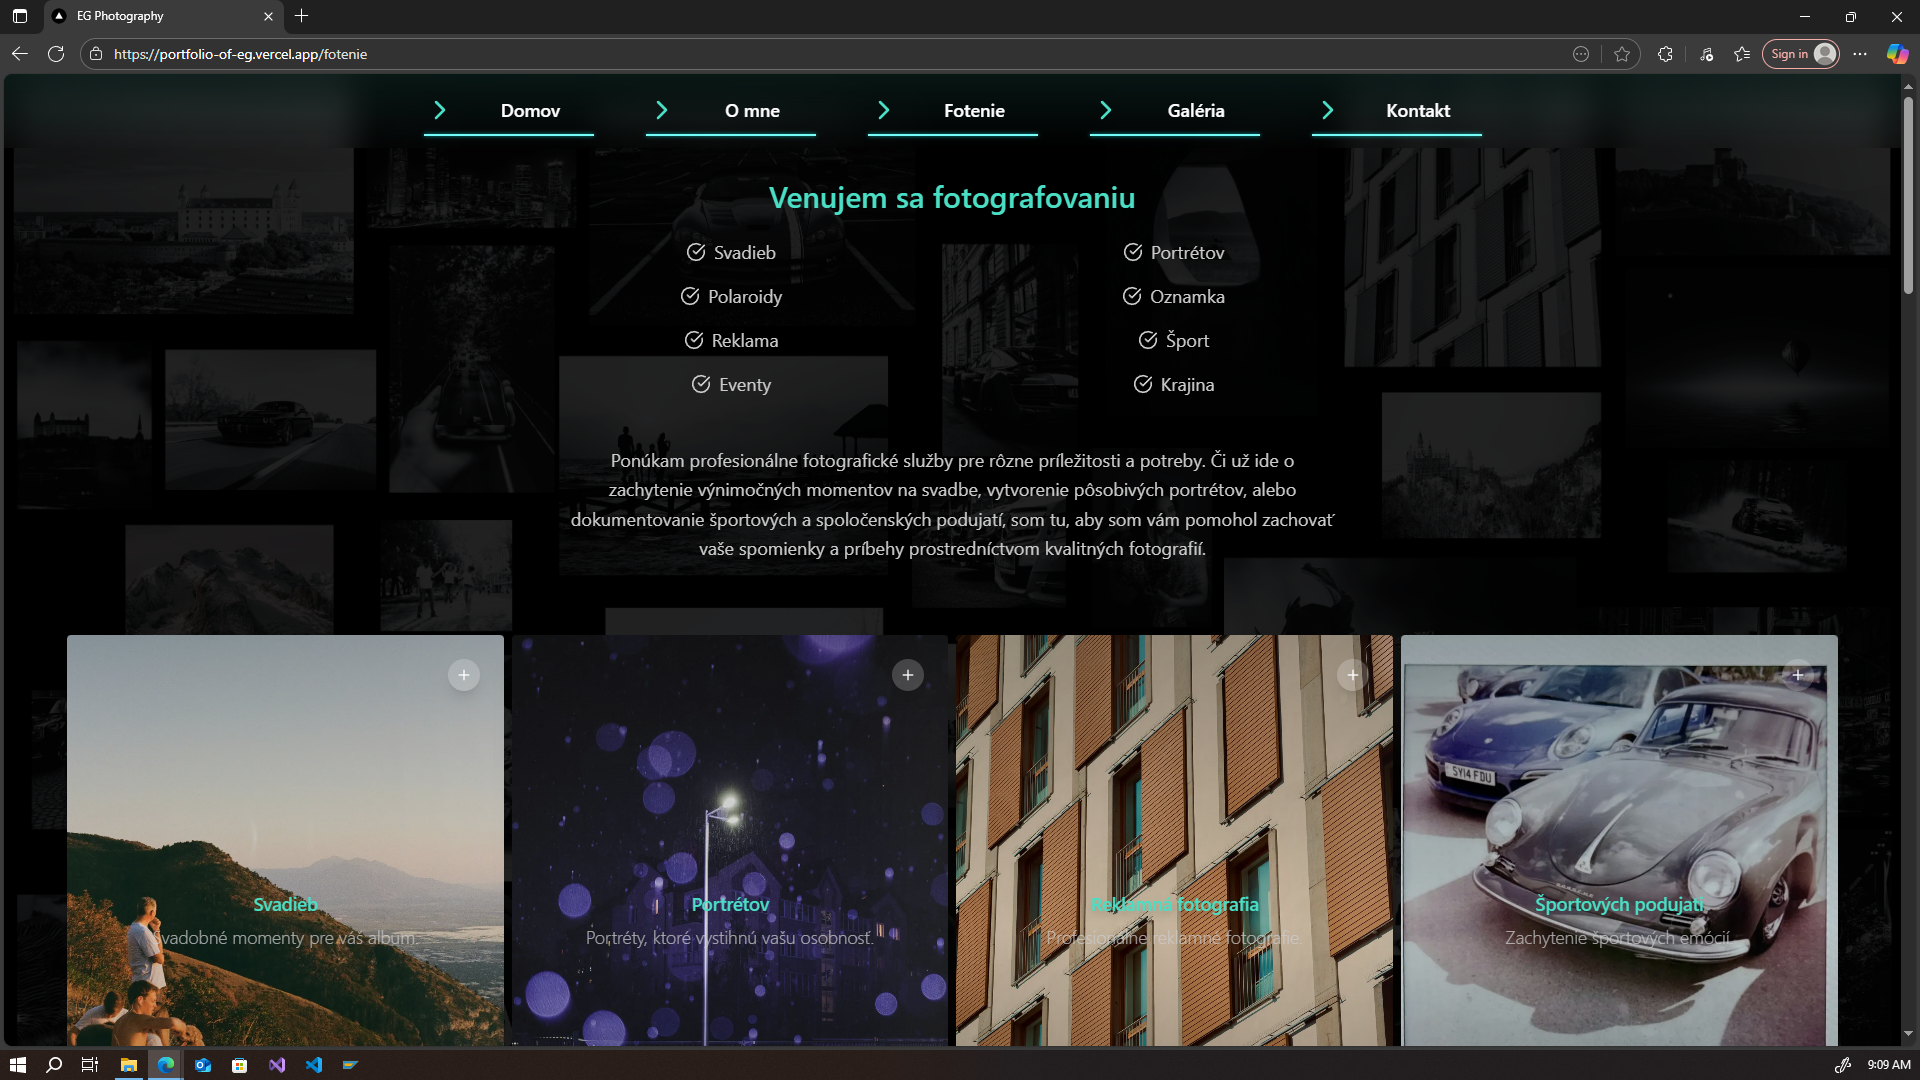 EG Photography
https://portfolio-of-eg.vercel.app/fotenie
Sign in
Domov
O mne
Fotenie
Galéria
Kontakt
Venujem sa fotografovaniu
Svadieb
Portrétov
Polaroidy
Oznamka
Reklama
Šport
Eventy
Krajina
Ponúkam profesionálne fotografické služby pre rôzne príležitosti a potreby. Či už ide o
zachytenie výnimočných momentov na svadbe, vytvorenie pôsobivých portrétov, alebo
dokumentovanie športových a spoločenských podujatí, som tu, aby som vám pomohol zachovať
vaše spomienky a príbehy prostredníctvom kvalitných fotografií.
SY14 FDU
Svadieb
Svadobné momenty pre váš album.
Portrétov
Portréty, ktoré vystihnú vašu osobnosť.
Reklamná fotografia
Profesionálne reklamné fotografie.
Športových podujatí
Zachytenie športových emócií.
9:09 AM